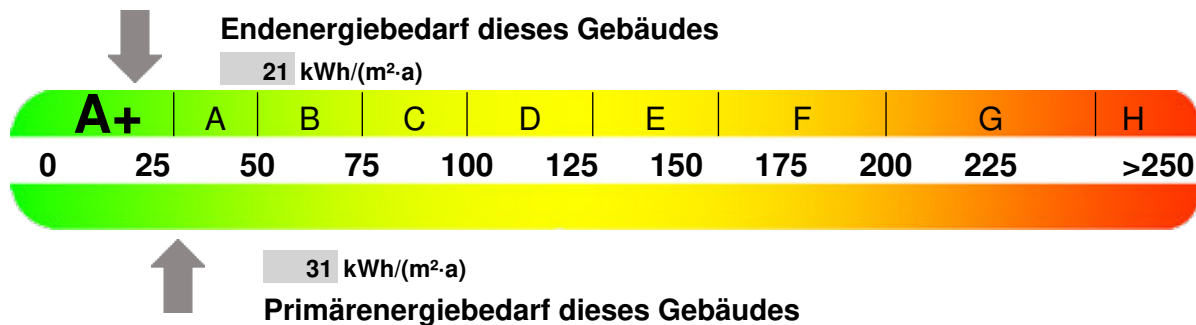 Endenergiebedarf dieses Gebäudes
21 kWh/(m²·a)
A+ A B C D E F G H
0 25 50 75 100 125 150 175 200 225 >250
31 kWh/(m²·a)
Primärenergiebedarf dieses Gebäudes